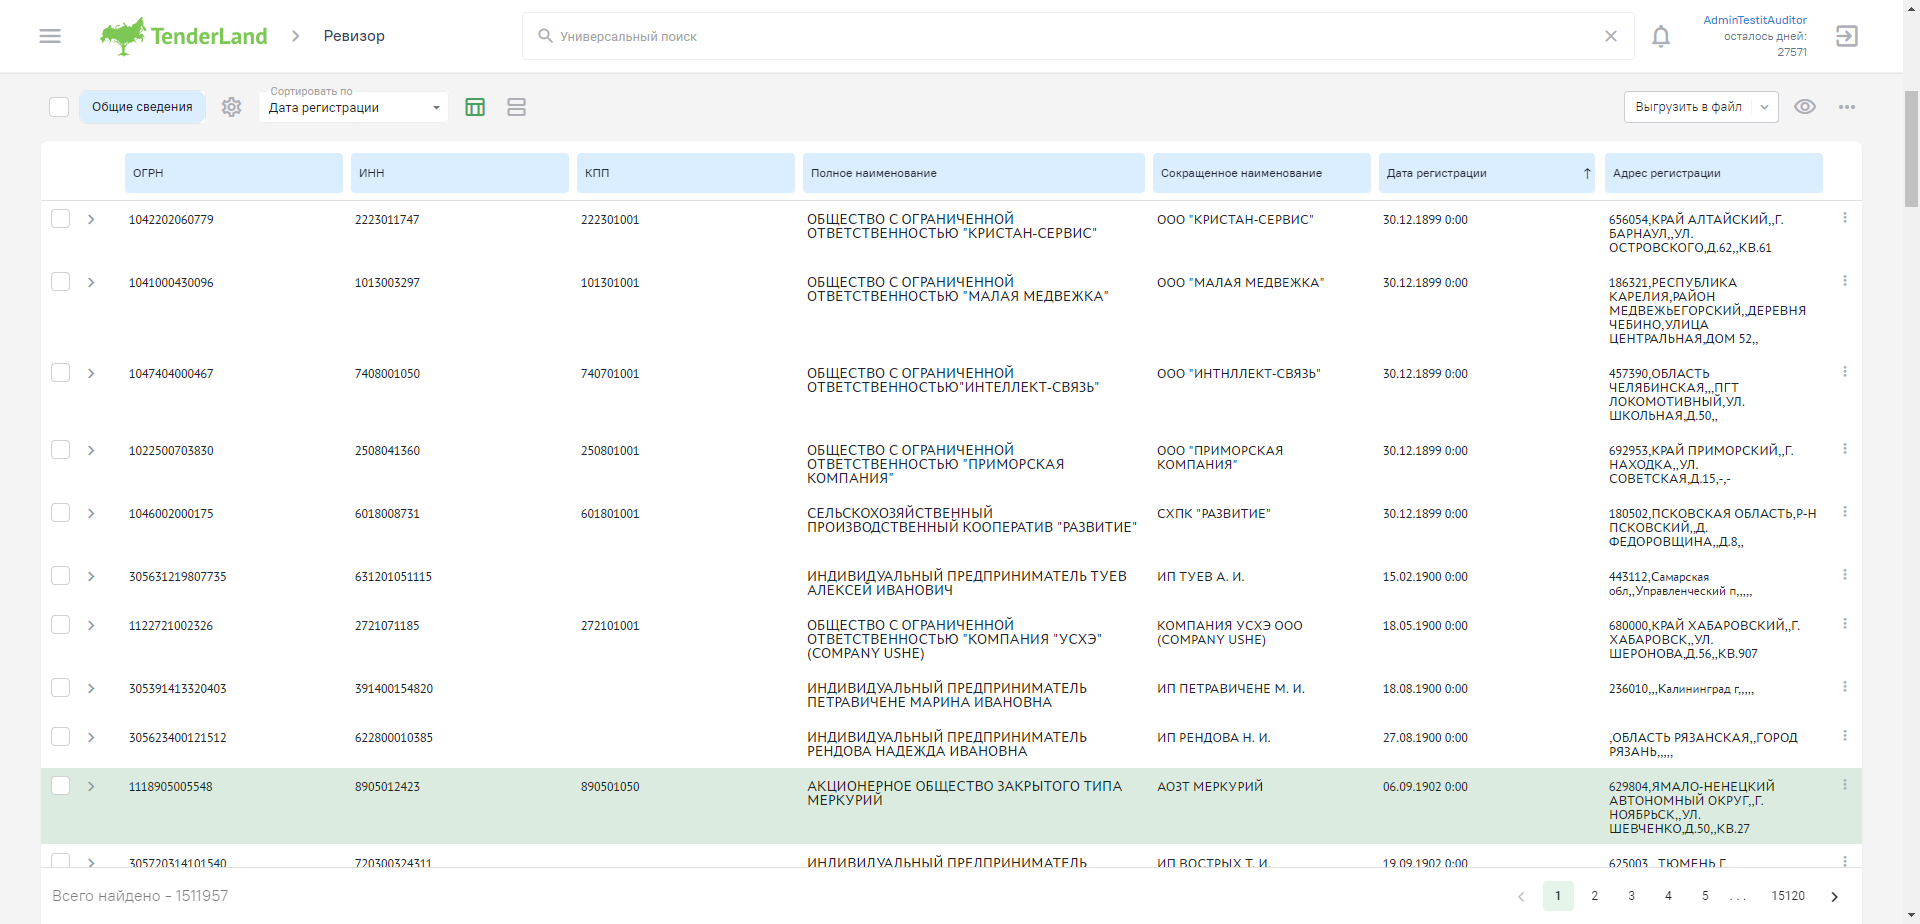 TenderLand
Ревизор
Универсальный поиск
AdminTestitAuditor
осталось дней:
27571
Общие сведения
Сортировать по
Дата регистрации
Выгрузить в файл
ОГРН ИНН КПП Полное наименование Сокращенное наименование Дата регистрации Адрес регистрации
1042202060779 2223011747 222301001 ОБЩЕСТВО С ОГРАНИЧЕННОЙ ООО "КРИСТАН-СЕРВИС" 30.12.1899 0:00 656054,КРАЙ АЛТАЙСКИЙ,,Г.
ОТВЕТСТВЕННОСТЬЮ "КРИСТАН-СЕРВИС" БАРНАУЛ,,УЛ.
ОСТРОВСКОГО,Д.62,,КВ.61
1041000430096 1013003297 101301001 ОБЩЕСТВО С ОГРАНИЧЕННОЙ ООО "МАЛАЯ МЕДВЕЖКА" 30.12.1899 0:00 186321,РЕСПУБЛИКА
ОТВЕТСТВЕННОСТЬЮ "МАЛАЯ МЕДВЕЖКА" КАРЕЛИЯ,РАЙОН
МЕДВЕЖЬЕГОРСКИЙ,,ДЕРЕВНЯ
ЧЕБИНО,УЛИЦА
ЦЕНТРАЛЬНАЯ,ДОМ 52,,
1047404000467 7408001050 740701001 ОБЩЕСТВО С ОГРАНИЧЕННОЙ ООО "ИНТНЛЛЕКТ-СВЯЗЬ" 30.12.1899 0:00 457390,ОБЛАСТЬ
ОТВЕТСТВЕННОСТЬЮ"ИНТЕЛЛЕКТ-СВЯЗЬ" ЧЕЛЯБИНСКАЯ,,,ПГТ
ЛОКОМОТИВНЫЙ,УЛ.
ШКОЛЬНАЯ,Д.50,,
1022500703830 2508041360 250801001 ОБЩЕСТВО С ОГРАНИЧЕННОЙ ООО "ПРИМОРСКАЯ 30.12.1899 0:00 692953,КРАЙ ПРИМОРСКИЙ,,Г.
ОТВЕТСТВЕННОСТЬЮ "ПРИМОРСКАЯ КОМПАНИЯ" НАХОДКА,,УЛ.
КОМПАНИЯ" СОВЕТСКАЯ,Д.15,-,-
1046002000175 6018008731 601801001 СЕЛЬСКОХОЗЯЙСТВЕННЫЙ СХПК "РАЗВИТИЕ" 30.12.1899 0:00 180502,ПСКОВСКАЯ ОБЛАСТЬ,Р-Н
ПРОИЗВОДСТВЕННЫЙ КООПЕРАТИВ "РАЗВИТИЕ" ПСКОВСКИЙ,,Д.
ФЕДОРОВЩИНА,,Д.8,,
305631219807735 631201051115 ИНДИВИДУАЛЬНЫЙ ПРЕДПРИНИМАТЕЛЬ ТУЕВ ИП ТУЕВ А. И. 15.02.1900 0:00 443112,Самарская
АЛЕКСЕЙ ИВАНОВИЧ обл,,Управленческий п,,,,,
1122721002326 2721071185 272101001 ОБЩЕСТВО С ОГРАНИЧЕННОЙ КОМПАНИЯ УСХЭ ООО 18.05.1900 0:00 680000,КРАЙ ХАБАРОВСКИЙ,,Г.
ОТВЕТСТВЕННОСТЬЮ "КОМПАНИЯ "УСХЭ" (COMPANY USHE) ХАБАРОВСК,,УЛ.
(COMPANY USHE) ШЕРОНОВА,Д.56,,КВ.907
305391413320403 391400154820 ИНДИВИДУАЛЬНЫЙ ПРЕДПРИНИМАТЕЛЬ ИП ПЕТРАВИЧЕНЕ М. И. 18.08.1900 0:00 236010,,,Калининград г,,,,,
ПЕТРАВИЧЕНЕ МАРИНА ИВАНОВНА
305623400121512 622800010385 ИНДИВИДУАЛЬНЫЙ ПРЕДПРИНИМАТЕЛЬ ИП РЕНДОВА Н. И. 27.08.1900 0:00 ,ОБЛАСТЬ РЯЗАНСКАЯ,,ГОРОД
РЕНДОВА НАДЕЖДА ИВАНОВНА РЯЗАНЬ,,,,,
1118905005548 8905012423 890501050 АКЦИОНЕРНОЕ ОБЩЕСТВО ЗАКРЫТОГО ТИПА АОЗТ МЕРКУРИЙ 06.09.1902 0:00 629804,ЯМАЛО-НЕНЕЦКИЙ
МЕРКУРИЙ АВТОНОМНЫЙ ОКРУГ,,Г.
НОЯБРЬСК,,УЛ.
ШЕВЧЕНКО,Д.50,,КВ.27
305720314101540 720300324311 ИНДИВИДУАЛЬНЫЙ ПРЕДПРИНИМАТЕЛЬ ИП ВОСТРЫХ Т. И. 19.09.1902 0:00 625003,,,ТЮМЕНЬ Г,
Всего найдено - 1511957
1 2 3 4 5 ... 15120